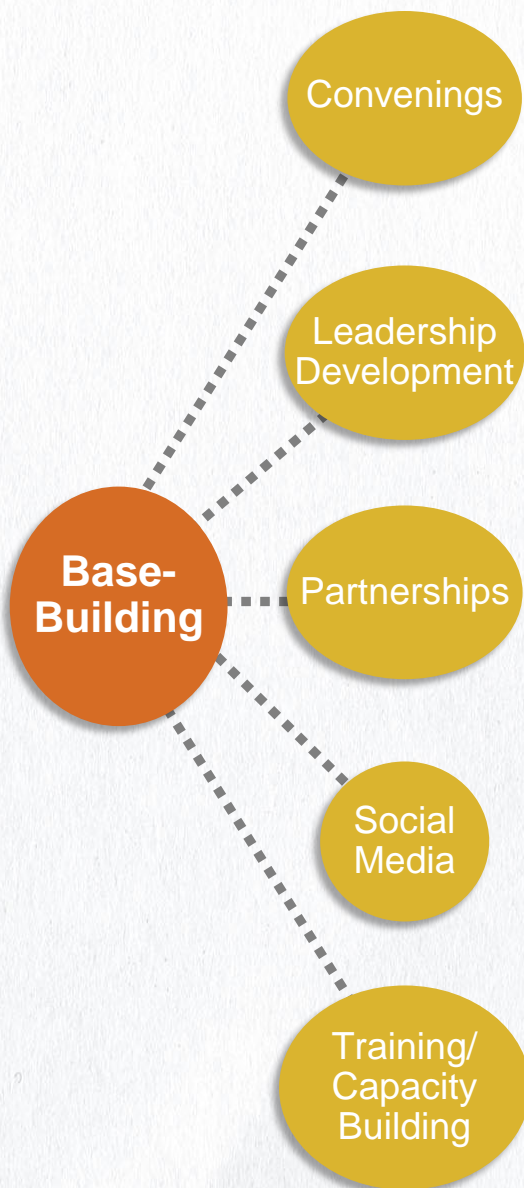 Convenings
Leadership
Development
Base-
Building
Partnerships
Social
Media
Training/
Capacity
Building